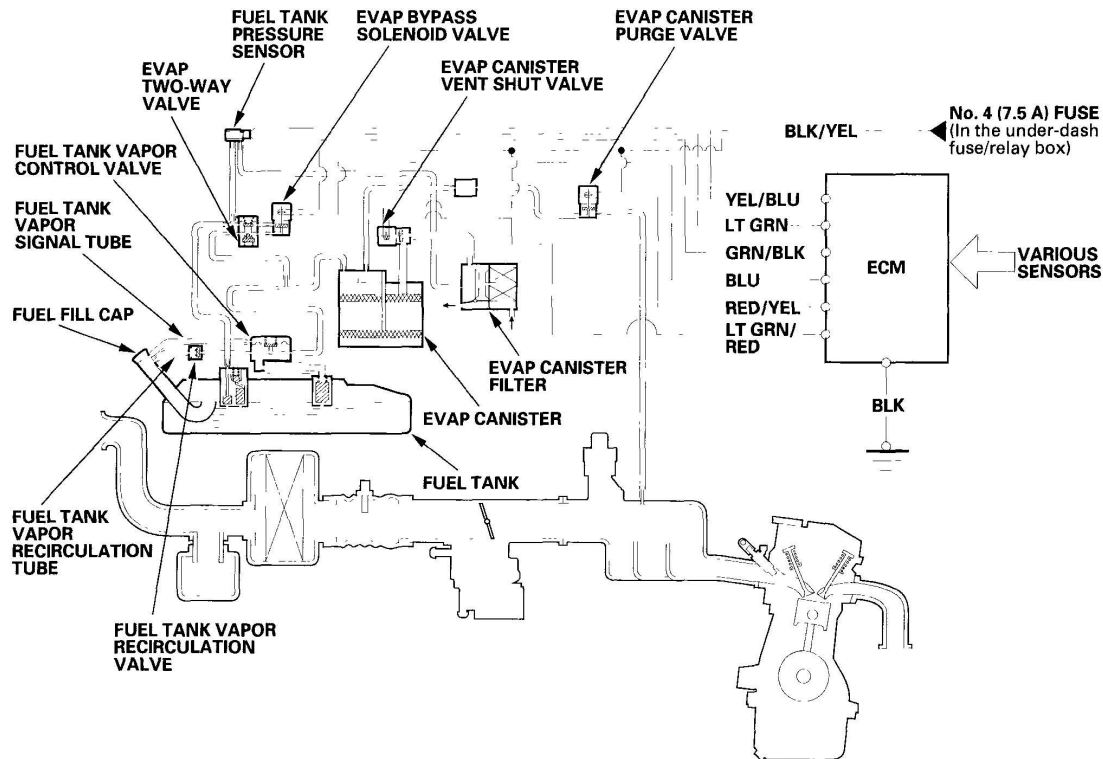 FUEL TANK
PRESSURE
SENSOR
EVAP BYPASS
SOLENOID VALVE
EVAP CANISTER
PURGE VALVE
EVAP
TWO-WAY
VALVE
EVAP CANISTER
VENT SHUT VALVE
No. 4 (7.5 A) FUSE
(In the under-dash
fuse/relay box)
BLK/YEL
FUEL TANK VAPOR
CONTROL VALVE
FUEL TANK
VAPOR
SIGNAL TUBE
FUEL FILL CAP
YEL/BLU
LT GRN
GRN/BLK
BLU
RED/YEL
LT GRN/
RED
ECM
VARIOUS
SENSORS
BLK
EVAP CANISTER
FILTER
EVAP CANISTER
FUEL TANK
FUEL TANK
VAPOR
RECIRCULATION
TUBE
FUEL TANK VAPOR
RECIRCULATION
VALVE